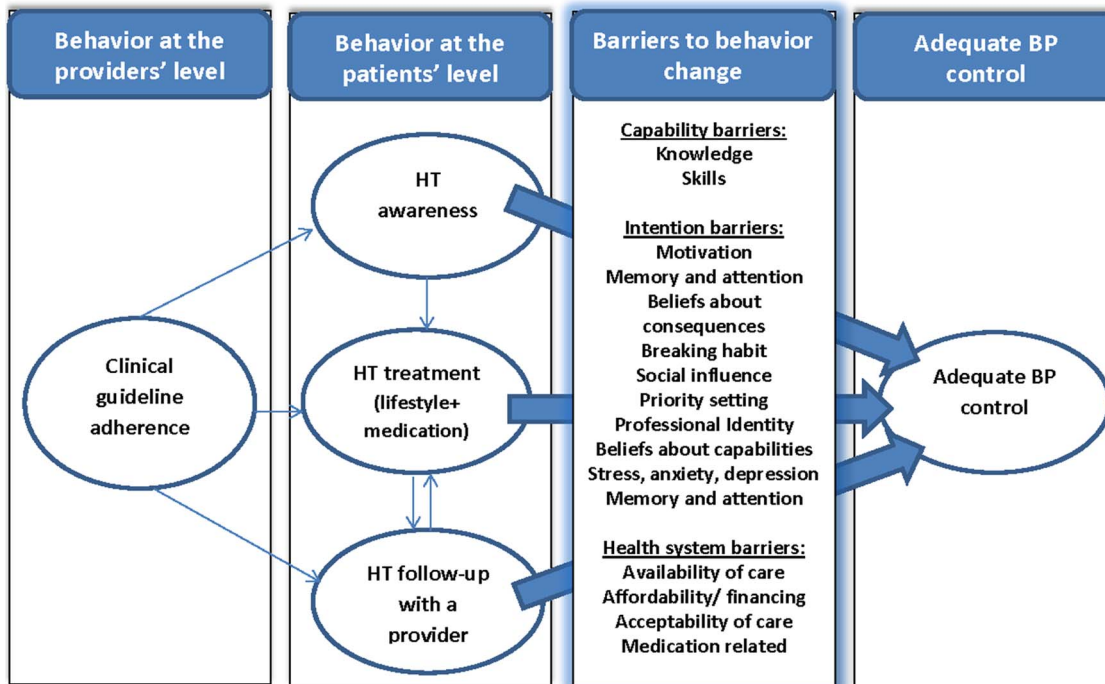 Behavior at the
providers' level
Clinical
guideline
adherence
Behavior at the
patients' level
HT
awareness
HT treatment
(lifestyle+
medication)
HT follow-up
with a
provider
Barriers to behavior
change
Capability barriers:
Knowledge
Skills
Intention barriers:
Motivation
Memory and attention
Beliefs about
consequences
Breaking habit
Social influence
Priority setting
Professional Identity
Beliefs about capabilities
Stress, anxiety, depression
Memory and attention
Health system barriers:
Availability of care
Affordability/ financing
Acceptability of care
Medication related
Adequate BP
control
Adequate BP
control